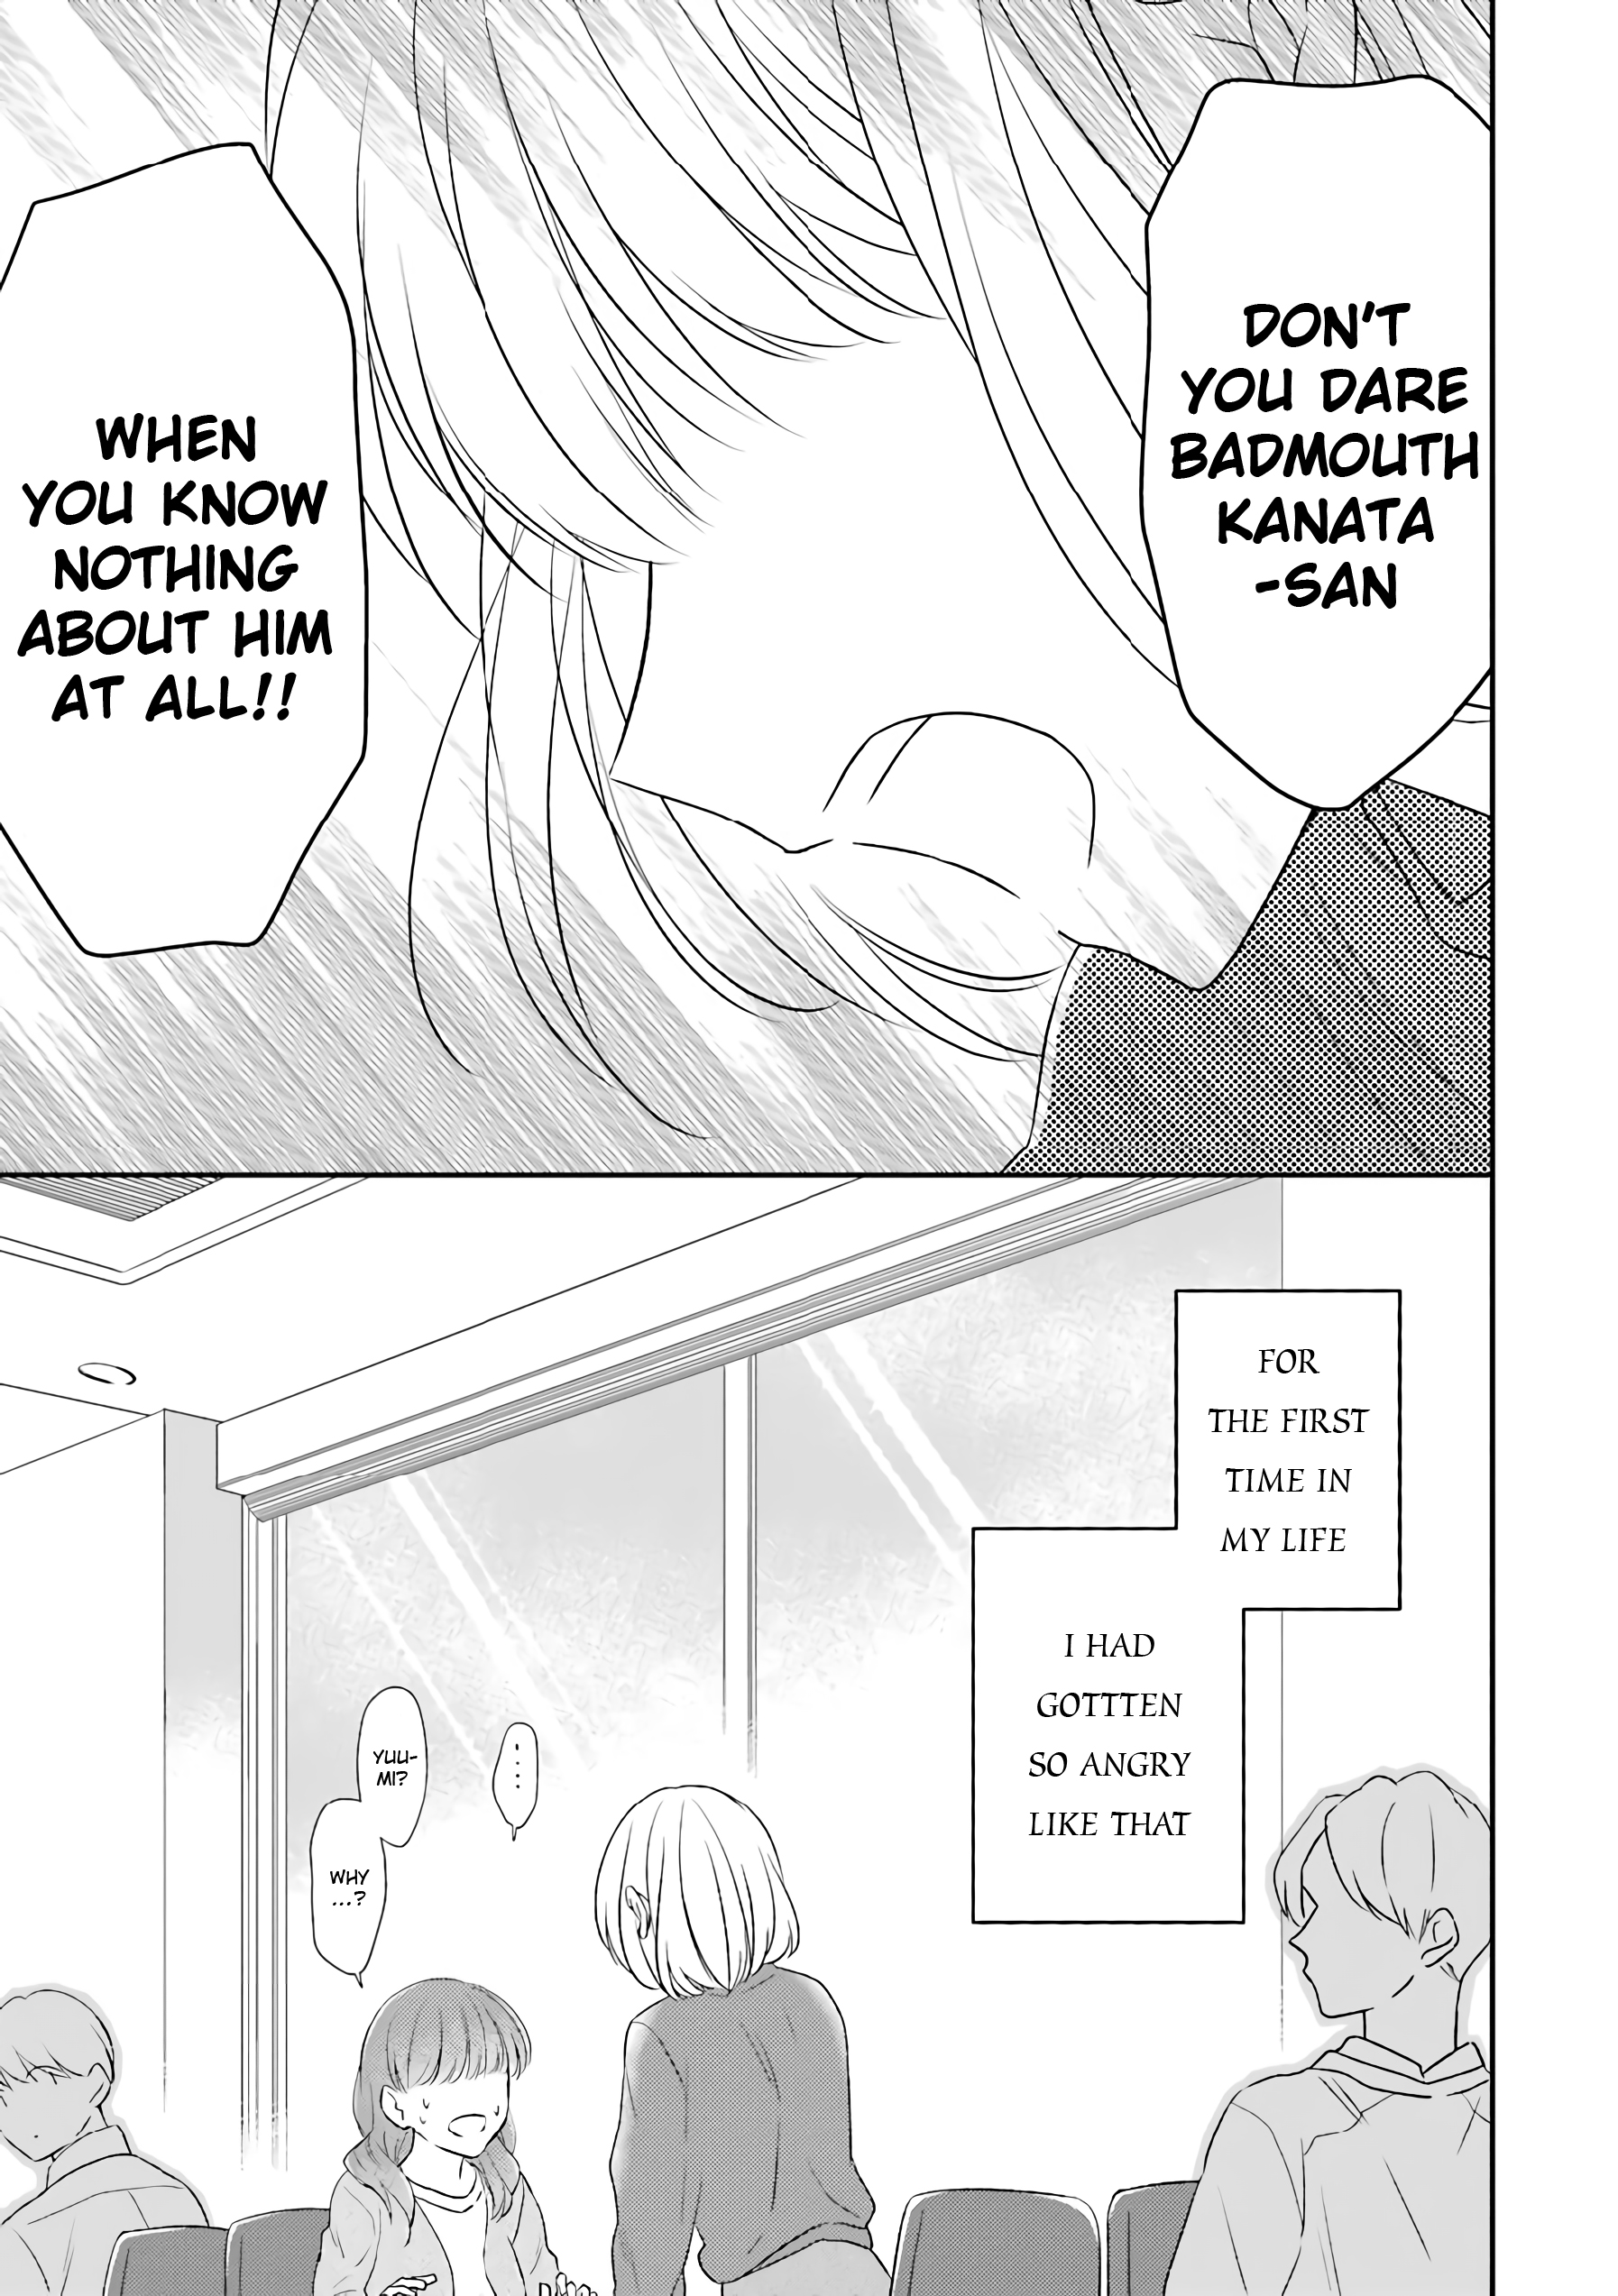 DON'T
YOU DARE
BADMOUTH
KANATA
-SAN
WHEN
YOU KNOW
NOTHING
ABOUT HIM
AT ALL!!
FOR
THE FIRST
TIME IN
MY LIFE
I HAD
GOTTTEN
SO ANGRY
LIKE THAT
....
YUU-
MI?
WHY
...?